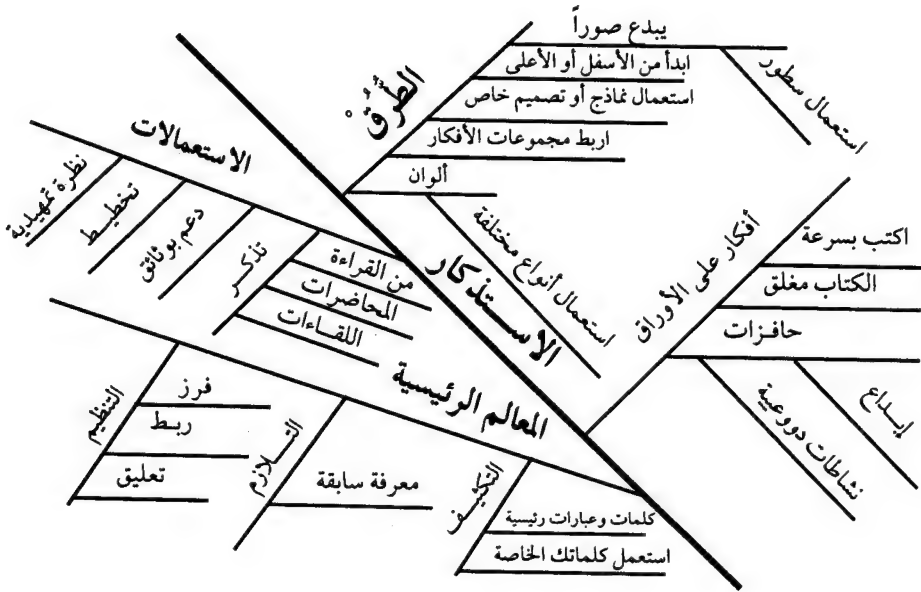 الاستذكار
الطُّرُقْ
يبدع صوراً
استعمال سطور
ابدأ من الأسفل أو الأعلى
استعمال نماذج أو تصميم خاص
اربط مجموعات الأفكار
ألوان
استعمال أنواع مختلفة
أفكار على الأوراق
اكتب بسرعة
الكتاب مغلق
حافزات
إبداع
نشاطات دووعيية
الاستعمالات
نظرة تمهيدية
تخطيط
دعم بوثائق
تذكر
من القراءة
المحاضرات
اللقاءات
المعالم الرئيسية
التنظيم
فرز
ربط
تعليق
التلازم
معرفة سابقة
التكثيف
كلمات وعبارات رئيسية
استعمل كلماتك الخاصة